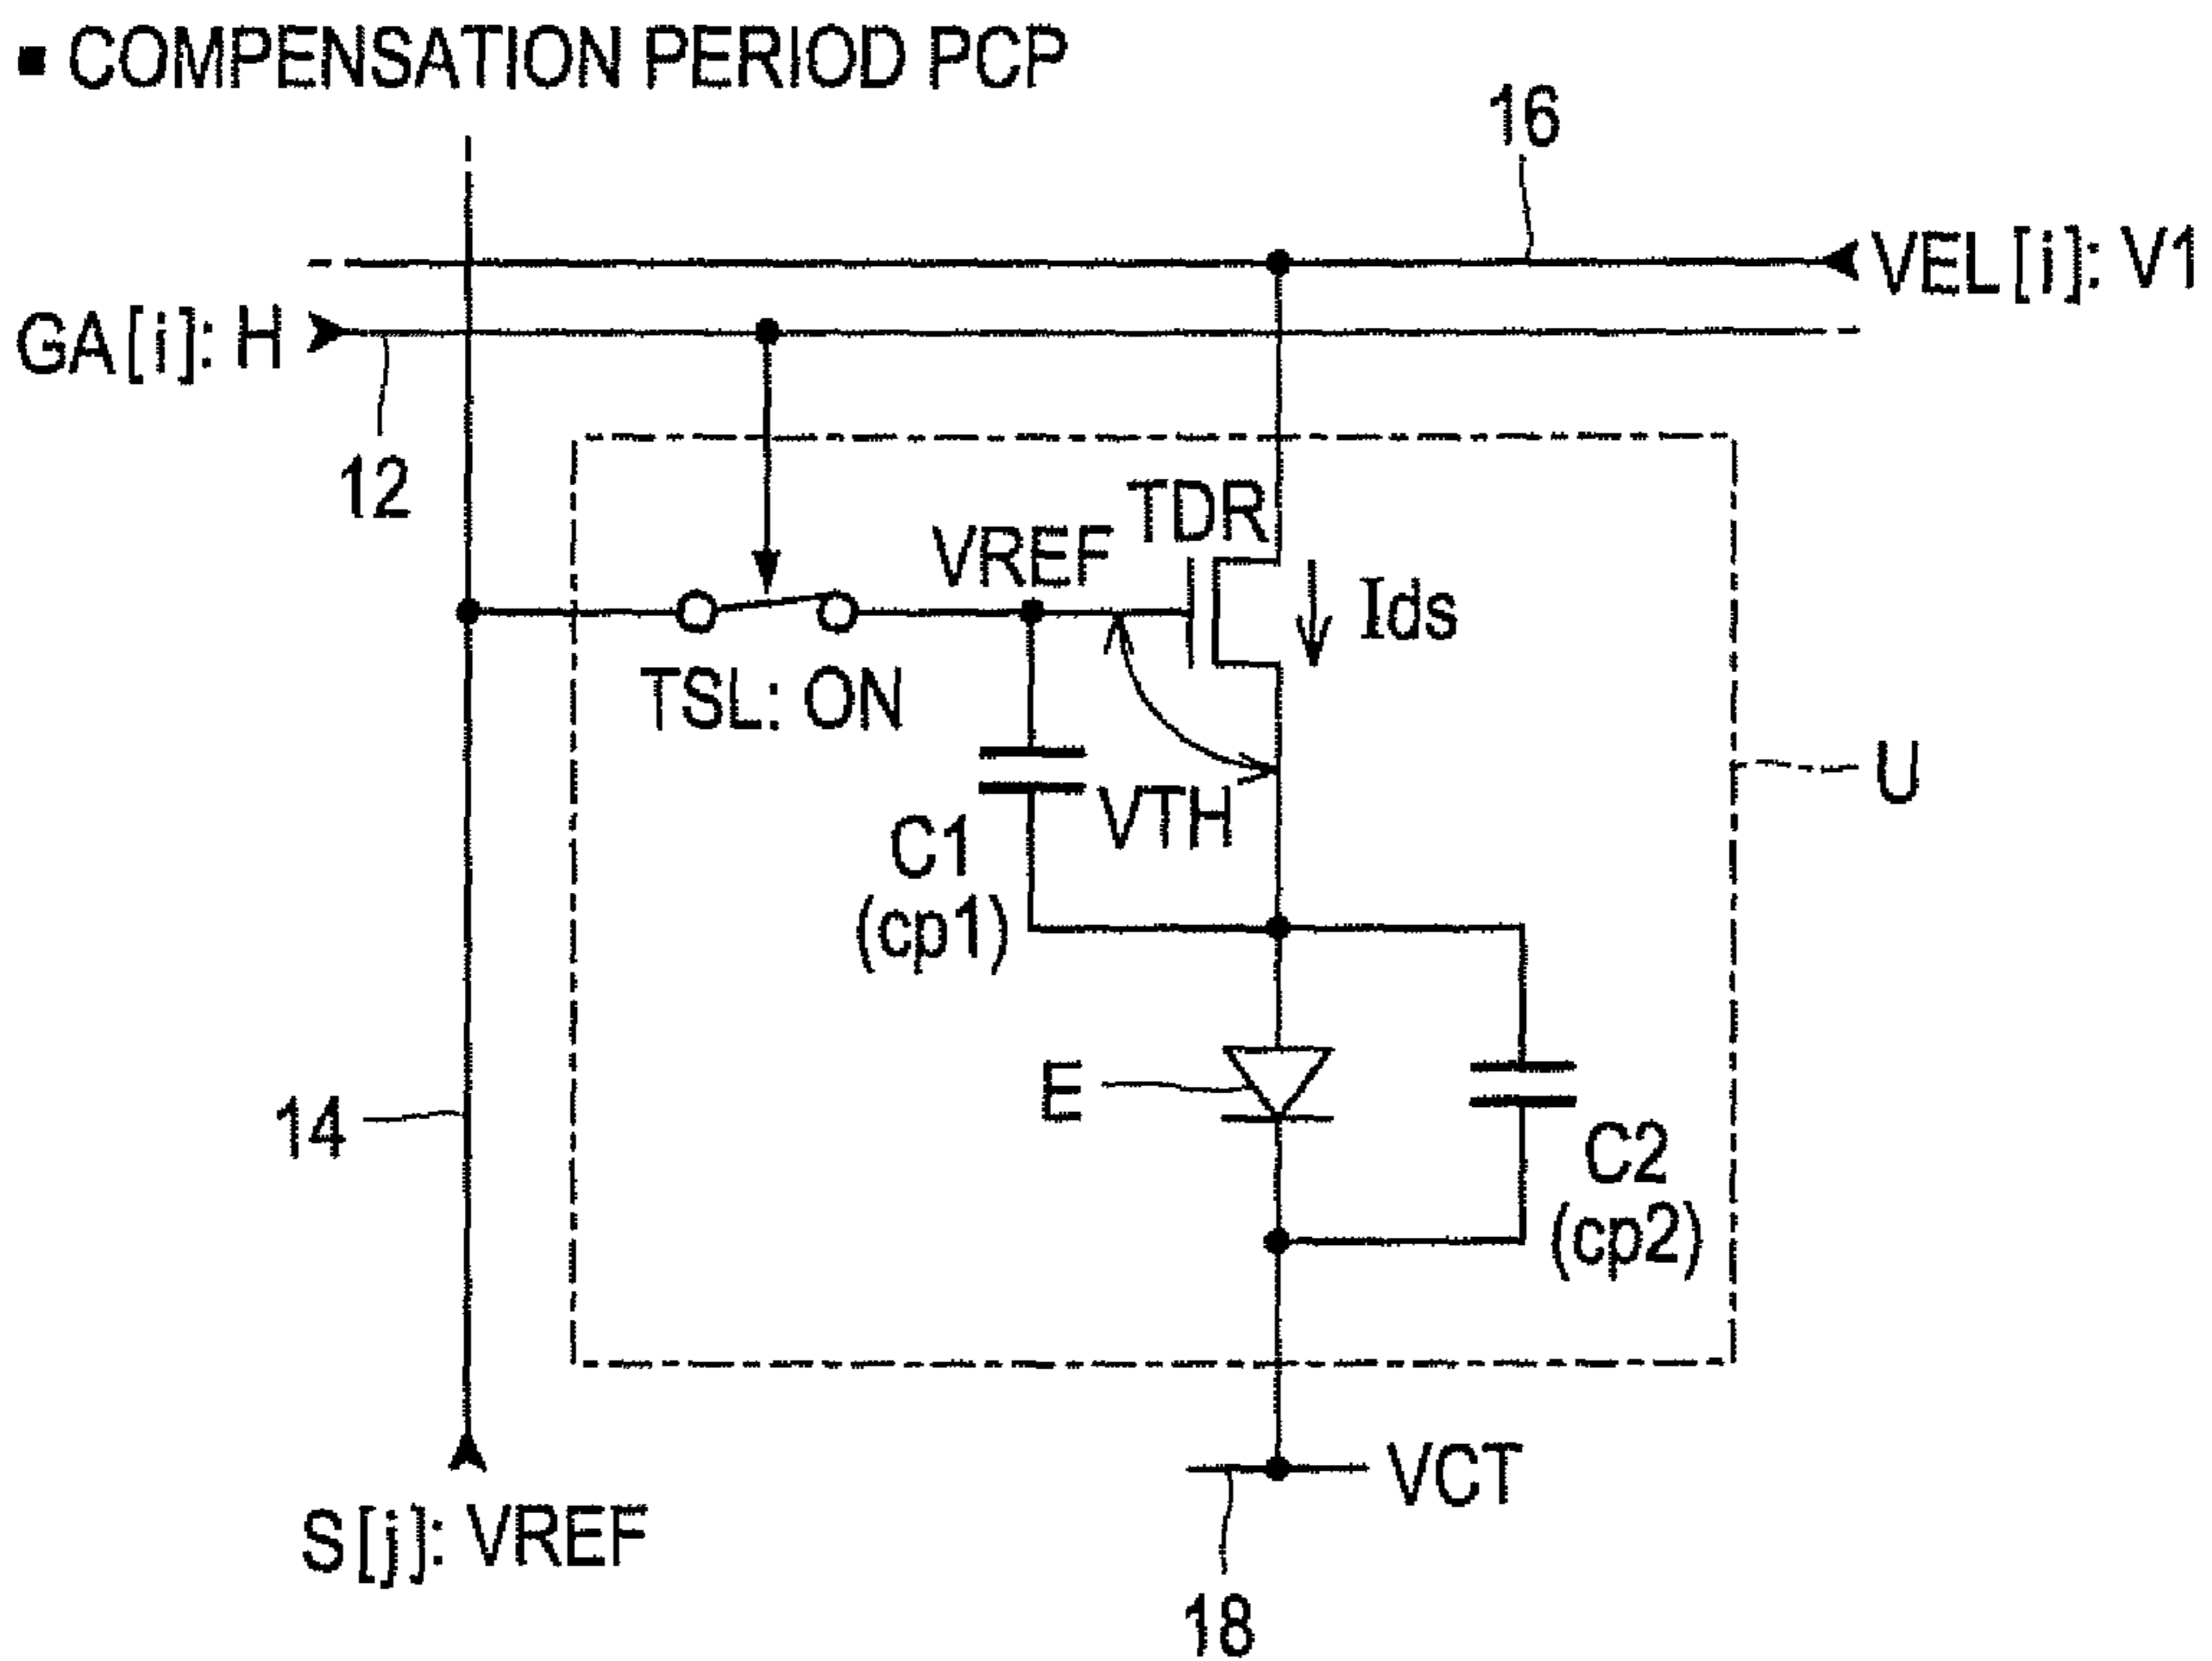 ▪ COMPENSATION PERIOD PCP
16
VEL[i]: V1
GA[i]: H
12
TDR
VREF
Ids
TSL: ON
U
VTH
C1
(cp1)
E
14
C2
(cp2)
VCT
S[j]: VREF
18